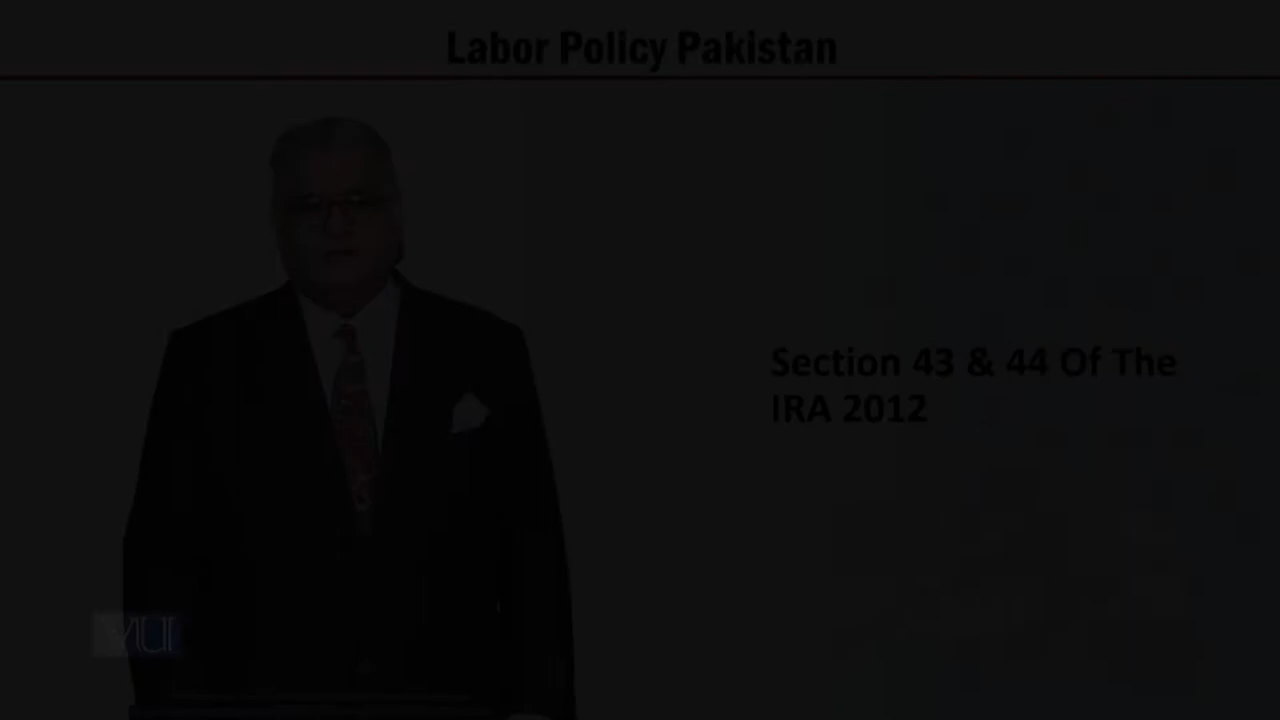 Labor Policy Pakistan
Section 43 & 44 Of The
IRA 2012